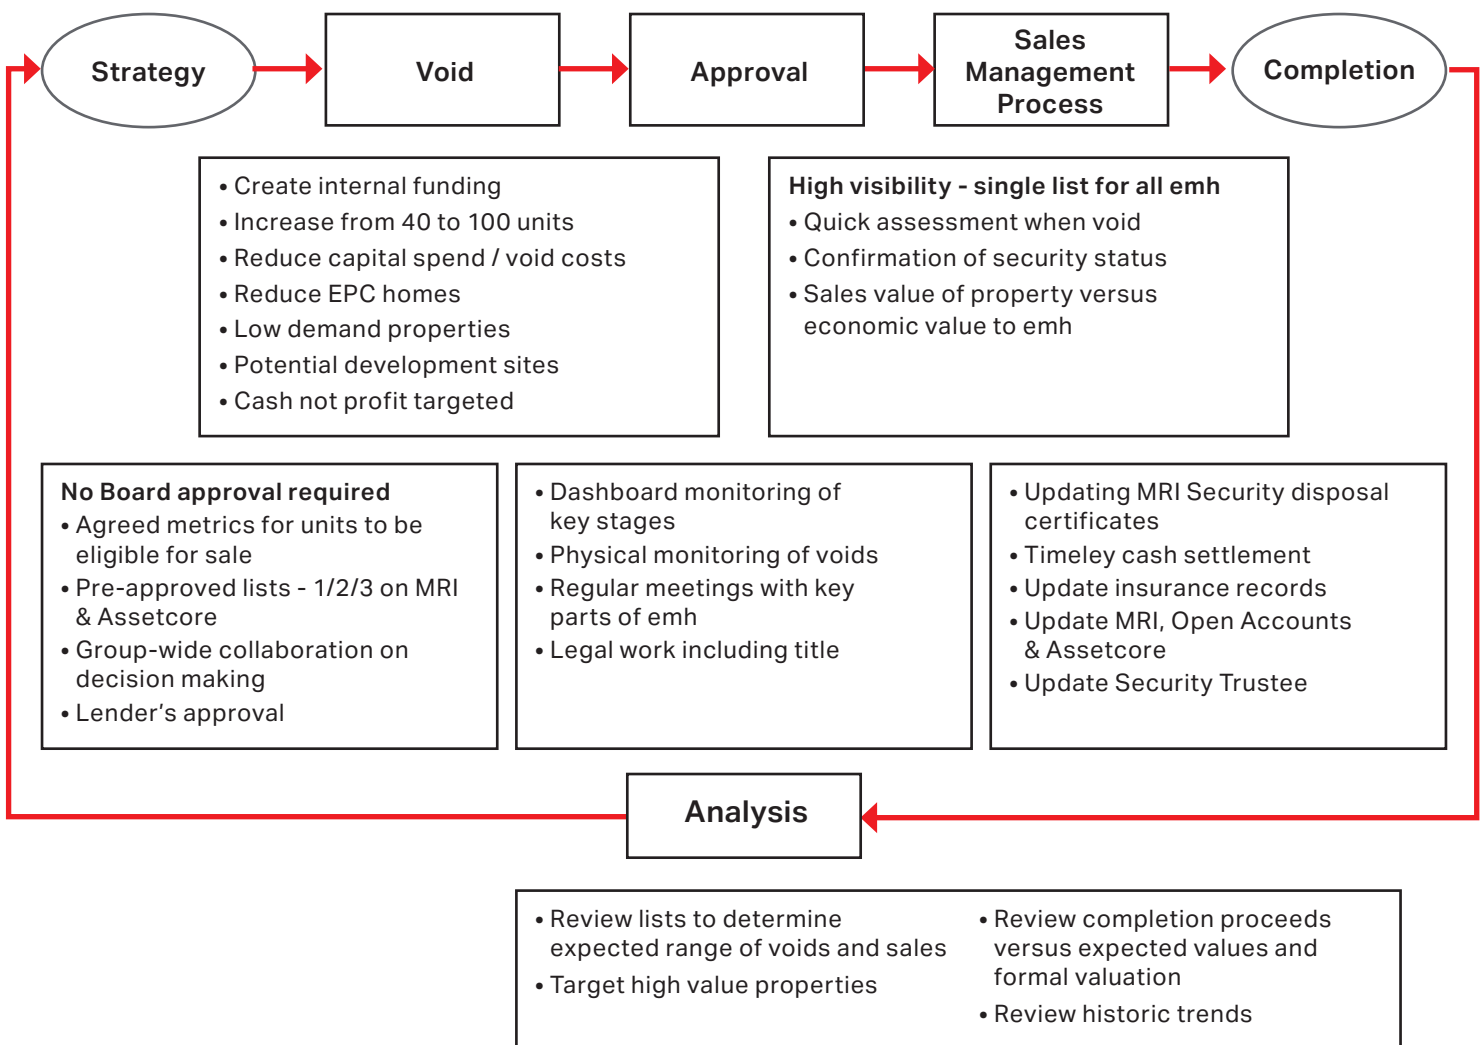 Strategy
Void
Approval
Sales
Management
Process
Completion
• Create internal funding
• Increase from 40 to 100 units
• Reduce capital spend / void costs
• Reduce EPC homes
• Low demand properties
• Potential development sites
• Cash not profit targeted
High visibility - single list for all emh
• Quick assessment when void
• Confirmation of security status
• Sales value of property versus
economic value to emh
No Board approval required
• Agreed metrics for units to be
eligible for sale
• Pre-approved lists - 1/2/3 on MRI
& Assetcore
• Group-wide collaboration on
decision making
• Lender’s approval
• Dashboard monitoring of
key stages
• Physical monitoring of voids
• Regular meetings with key
parts of emh
• Legal work including title
• Updating MRI Security disposal
certificates
• Timeley cash settlement
• Update insurance records
• Update MRI, Open Accounts
& Assetcore
• Update Security Trustee
Analysis
• Review lists to determine
expected range of voids and sales
• Target high value properties
• Review completion proceeds
versus expected values and
formal valuation
• Review historic trends